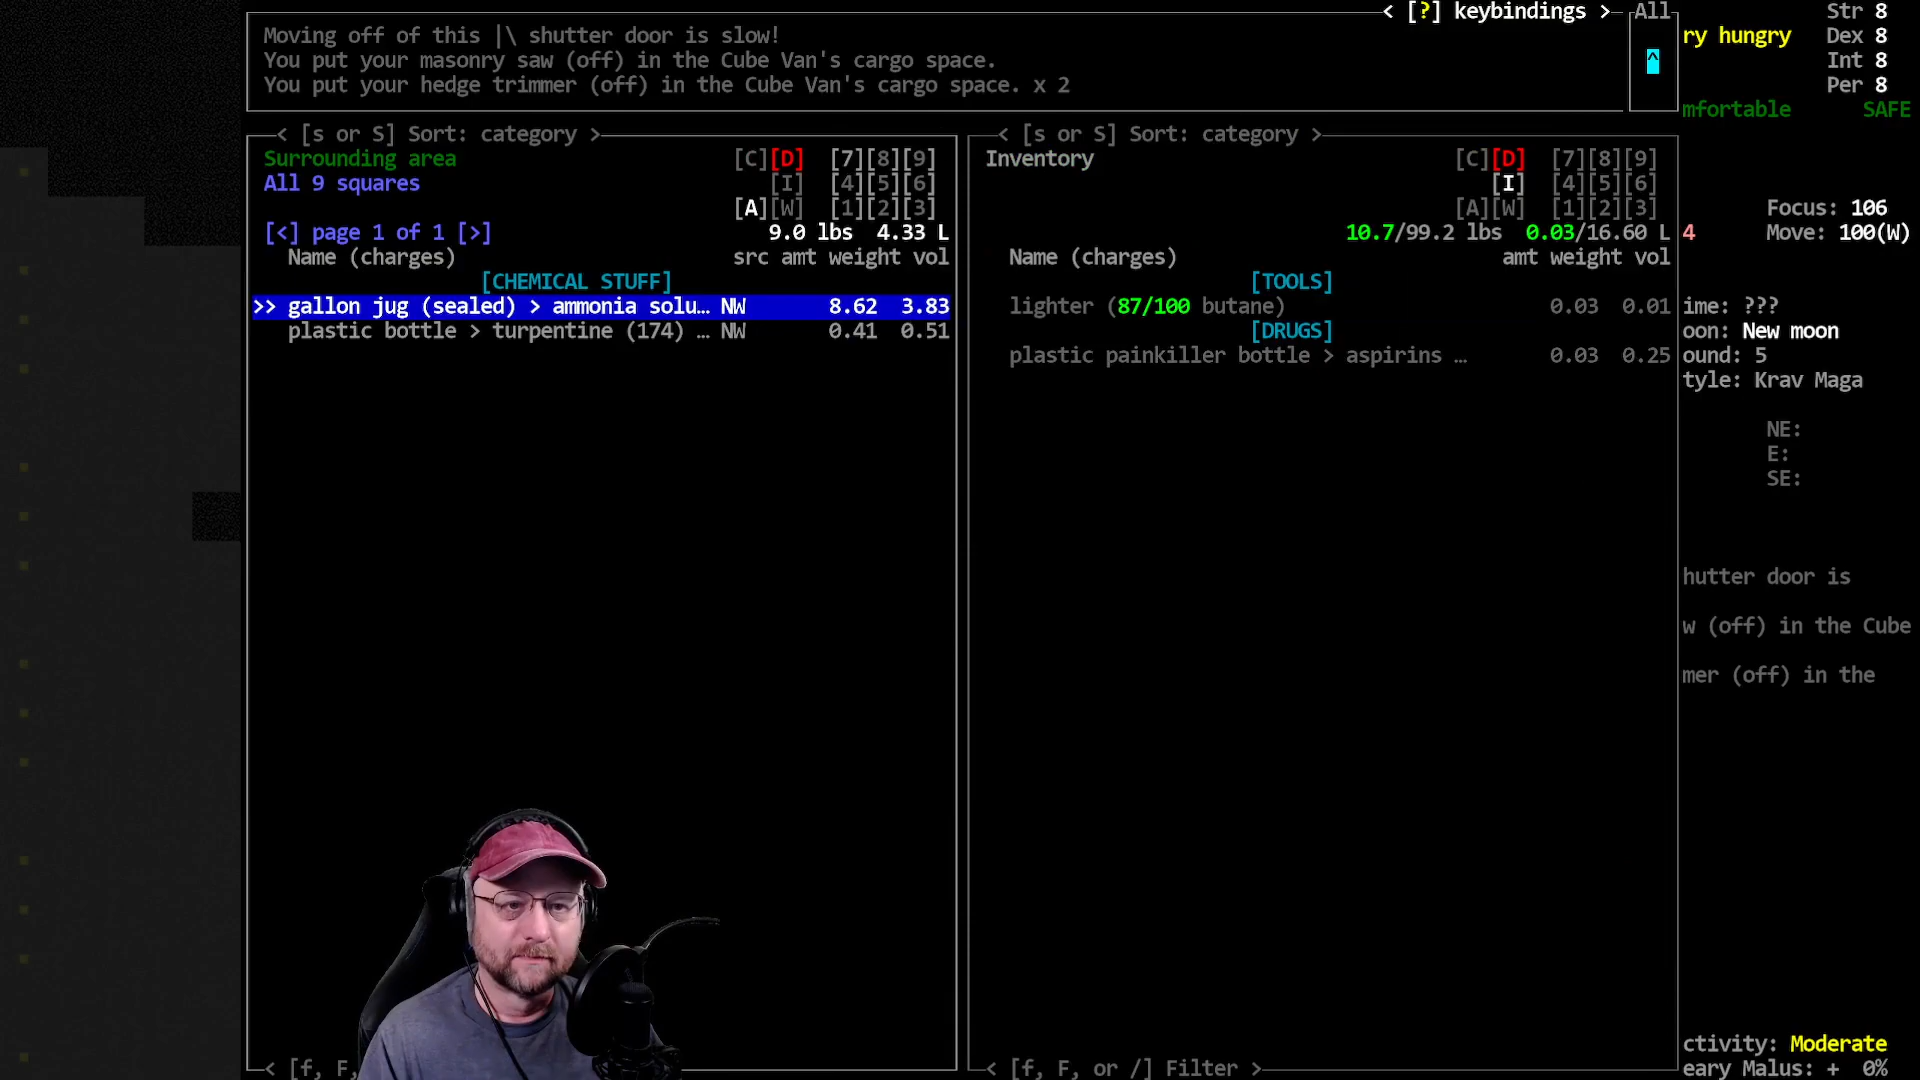 < [?] keybindings >
All
Str 8
Moving off of this |\ shutter door is slow!
ry hungry
Dex 8
You put your masonry saw (off) in the Cube Van's cargo space.
^
Int 8
You put your hedge trimmer (off) in the Cube Van's cargo space. x 2
Per 8
mfortable
SAFE
< [s or S] Sort: category >
< [s or S] Sort: category >
Surrounding area
[C][D] [7][8][9]
Inventory
[C][D] [7][8][9]
All 9 squares
[I] [4][5][6]
[I] [4][5][6]
[A][W] [1][2][3]
[A][W] [1][2][3]
Focus: 106
[<] page 1 of 1 [>]
9.0 lbs 4.33 L
10.7/99.2 lbs 0.03/16.60 L
4
Move: 100(W)
Name (charges)
src amt weight vol
Name (charges)
amt weight vol
[CHEMICAL STUFF]
[TOOLS]
>> gallon jug (sealed) > ammonia solu… NW 8.62 3.83
lighter (87/100 butane) 0.03 0.01
ime: ???
plastic bottle > turpentine (174) … NW 0.41 0.51
[DRUGS]
oon: New moon
plastic painkiller bottle > aspirins … 0.03 0.25
ound: 5
tyle: Krav Maga
NE:
E:
SE:
hutter door is
w (off) in the Cube
mer (off) in the
ctivity: Moderate
< [f, F,
< [f, F, or /] Filter >
eary Malus: + 0%